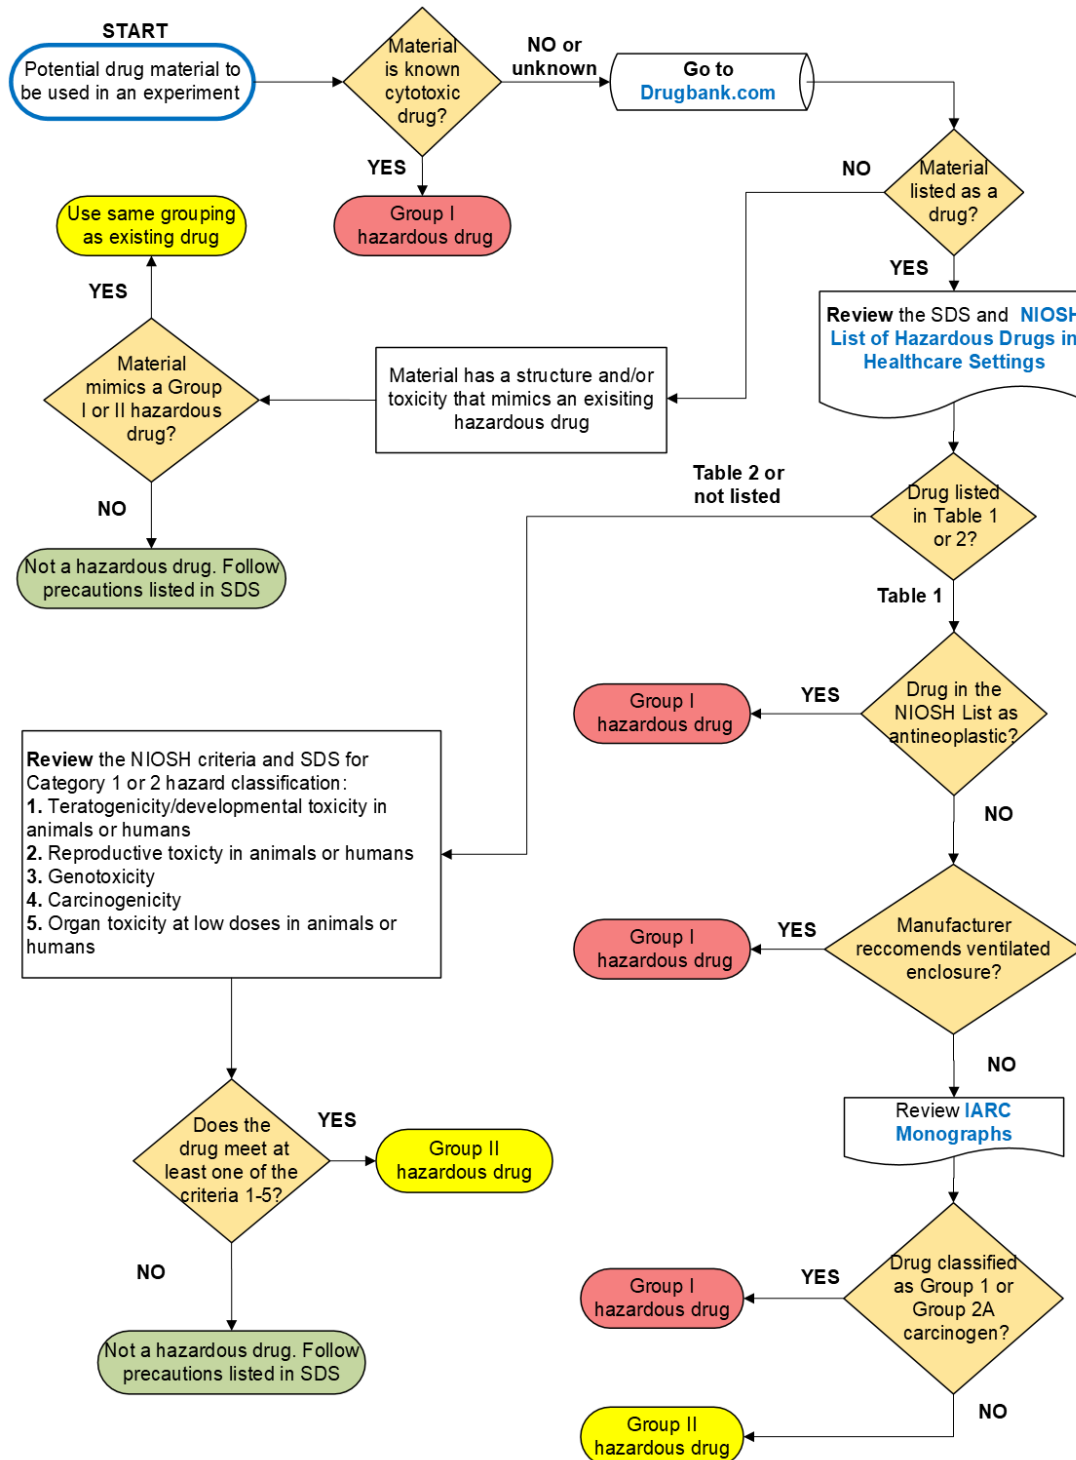 START
Potential drug material to
be used in an experiment
Material
is known
cytotoxic
drug?
NO or
unknown
Go to
Drugbank.com
YES
Group I
hazardous drug
Material
listed as a
drug?
NO
YES
Use same grouping
as existing drug
YES
Material
mimics a Group
I or II hazardous
drug?
Material has a structure and/or
toxicity that mimics an exisiting
hazardous drug
Review the SDS and NIOSH
List of Hazardous Drugs in
Healthcare Settings
NO
Not a hazardous drug. Follow
precautions listed in SDS
Table 2 or
not listed
Drug listed
in Table 1
or 2?
Table 1
Drug in the
NIOSH List as
antineoplastic?
YES
Group I
hazardous drug
NO
Review the NIOSH criteria and SDS for
Category 1 or 2 hazard classification:
1. Teratogenicity/developmental toxicity in
animals or humans
2. Reproductive toxicty in animals or humans
3. Genotoxicity
4. Carcinogenicity
5. Organ toxicity at low doses in animals or
humans
Manufacturer
reccomends ventilated
enclosure?
YES
Group I
hazardous drug
NO
Review IARC
Monographs
Does the
drug meet at
least one of the
criteria 1-5?
YES
Group II
hazardous drug
NO
Not a hazardous drug. Follow
precautions listed in SDS
Drug classified
as Group 1 or
Group 2A
carcinogen?
YES
Group I
hazardous drug
NO
Group II
hazardous drug